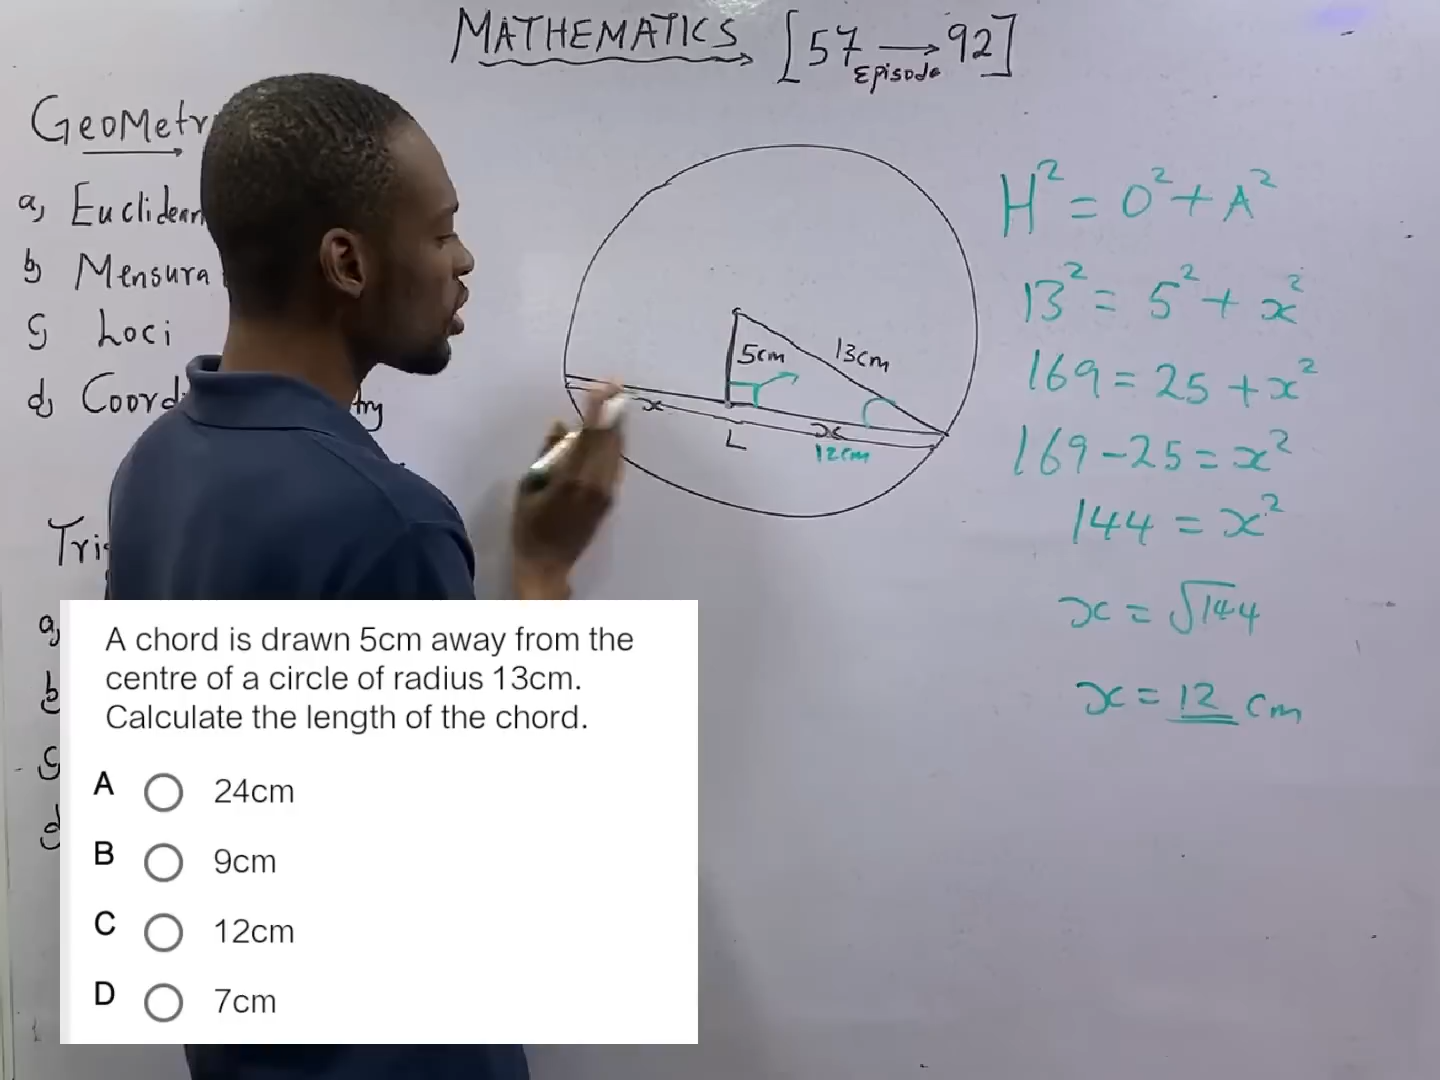 MATHEMATICS [57 → 92]
Episode
GeoMetr
a, Euclidean
b) Mensura
c) Loci
d, Coord try
Tri
a,
b
c
d
5cm
13cm
x
x
L
12cm
H² = O² + A²
13² = 5² + x²
169 = 25 + x²
169 - 25 = x²
144 = x²
x = √144
x = 12 cm
A chord is drawn 5cm away from the
centre of a circle of radius 13cm.
Calculate the length of the chord.
A 24cm
B 9cm
C 12cm
D 7cm